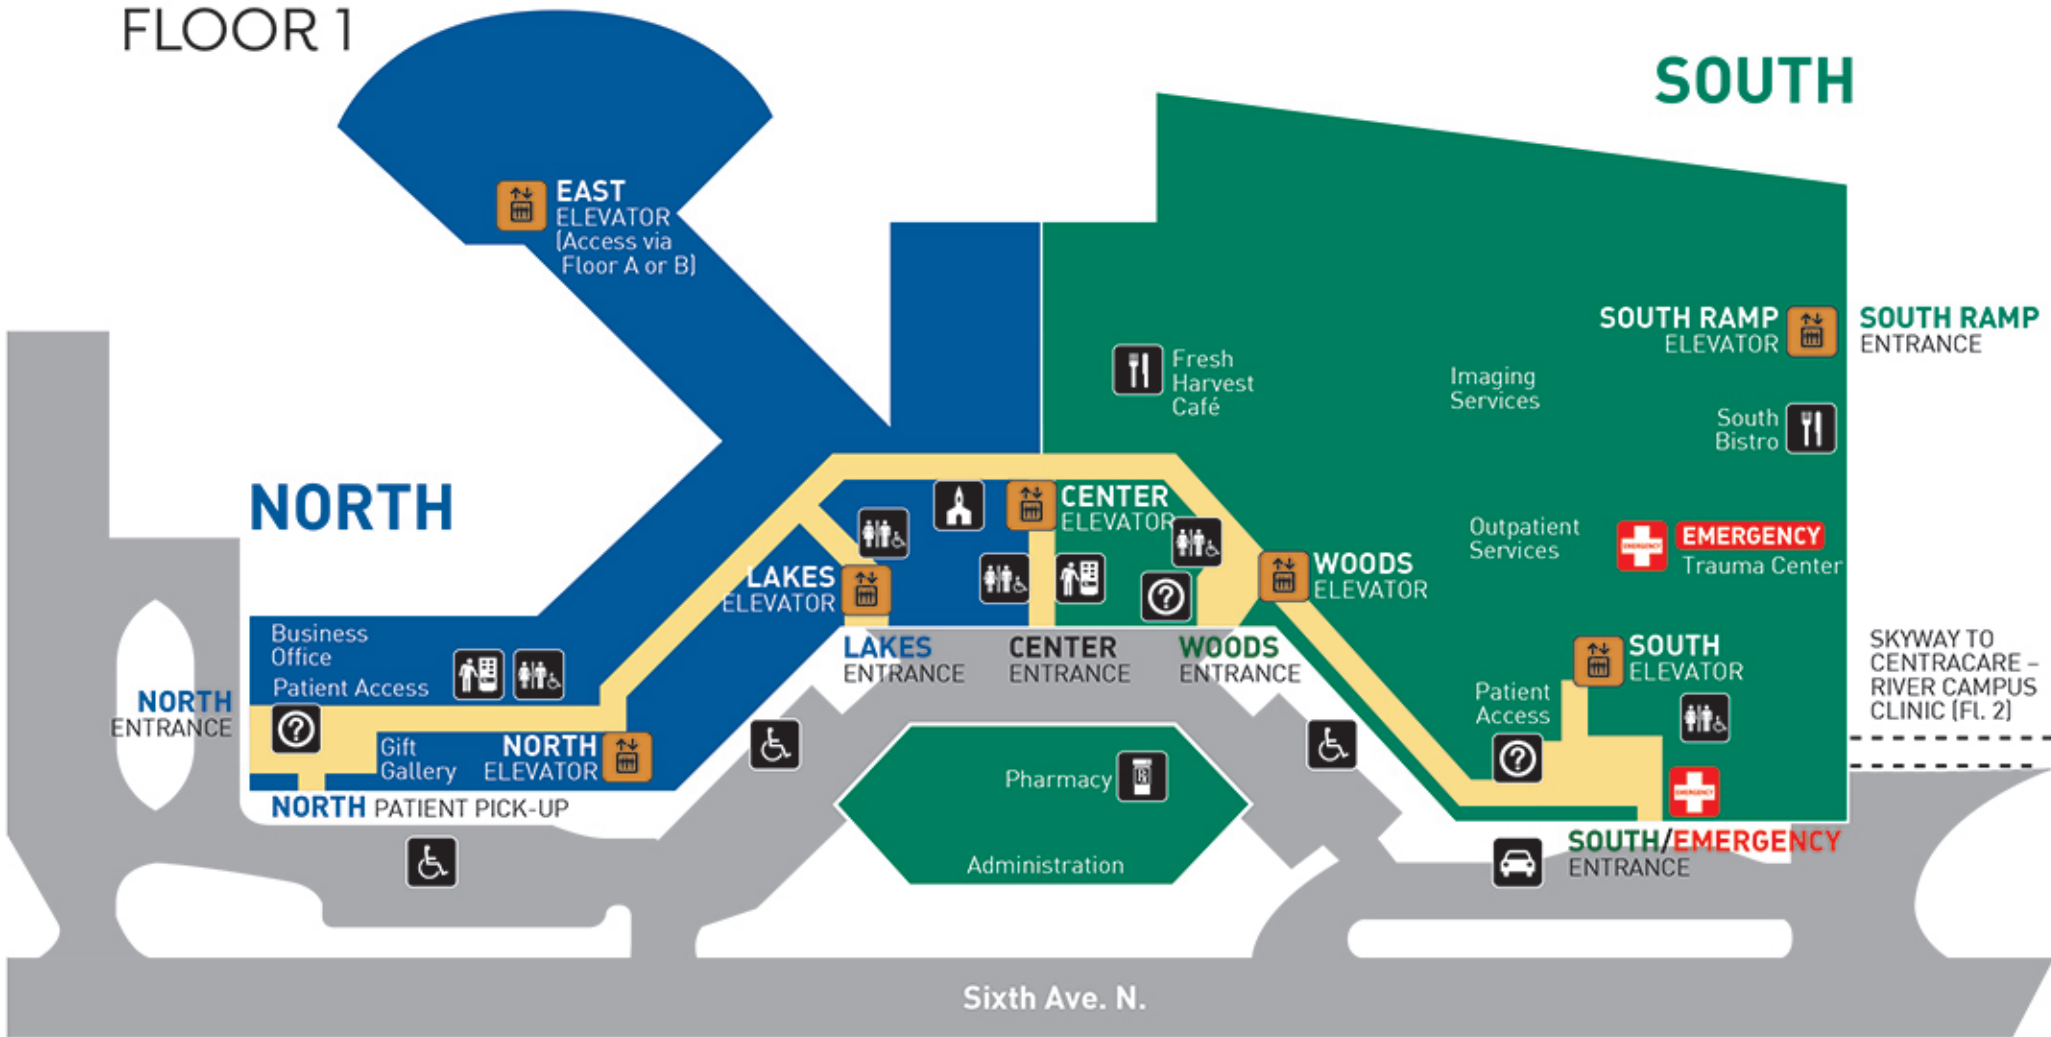 FLOOR 1
SOUTH
EAST
ELEVATOR
(Access via
Floor A or B)
SOUTH RAMP
ELEVATOR
SOUTH RAMP
ENTRANCE
Fresh
Harvest
Café
Imaging
Services
South
Bistro
NORTH
CENTER
ELEVATOR
Outpatient
Services
EMERGENCY
EMERGENCY
Trauma Center
LAKES
ELEVATOR
?
WOODS
ELEVATOR
Business
Office
Patient Access
LAKES
ENTRANCE
CENTER
ENTRANCE
WOODS
ENTRANCE
SOUTH
ELEVATOR
SKYWAY TO
CENTRACARE –
RIVER CAMPUS
CLINIC (Fl. 2)
NORTH
ENTRANCE
?
Patient
Access
?
Gift
Gallery
NORTH
ELEVATOR
Pharmacy
Rx
EMERGENCY
NORTH PATIENT PICK-UP
SOUTH/EMERGENCY
ENTRANCE
Administration
Sixth Ave. N.